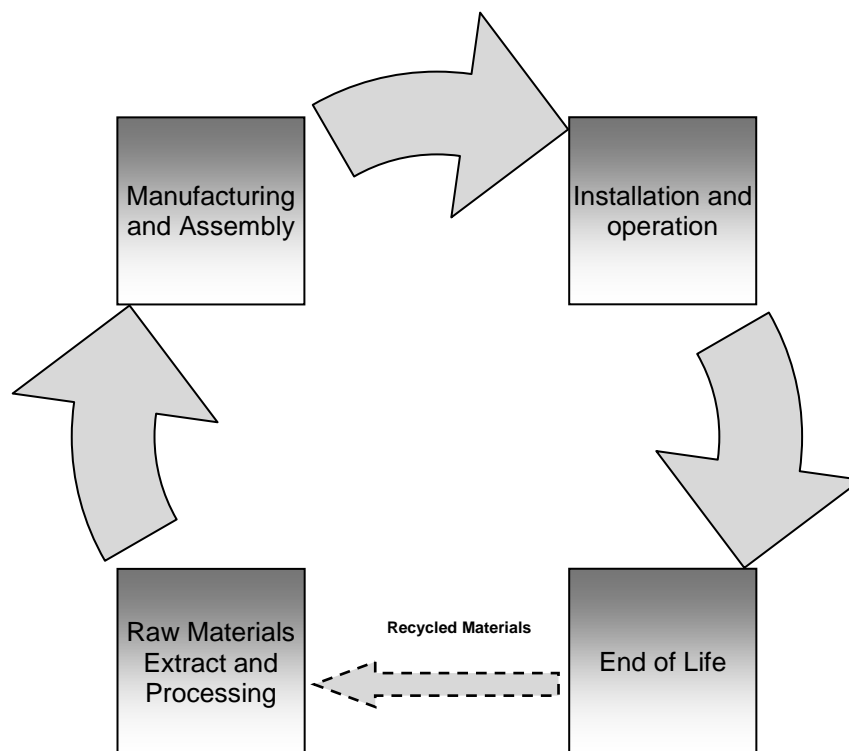 Manufacturing
and Assembly
Installation and
operation
Raw Materials
Extract and
Processing
Recycled Materials
End of Life